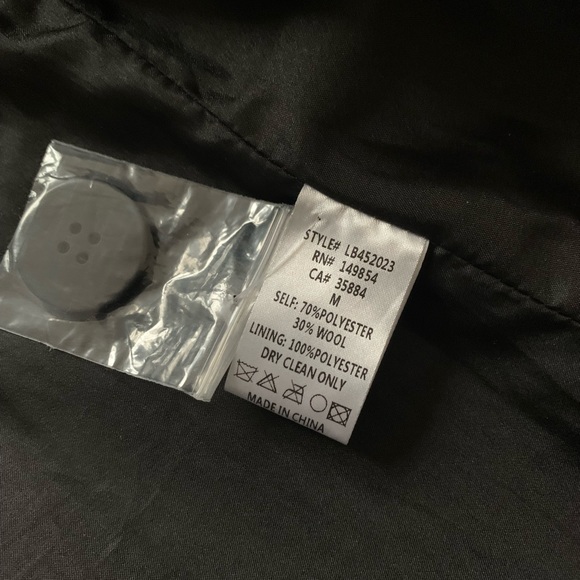 STYLE# LB452023
RN# 149854
CA# 35884
M
SELF: 70%POLYESTER
30% WOOL
LINING: 100%POLYESTER
DRY CLEAN ONLY
MADE IN CHINA